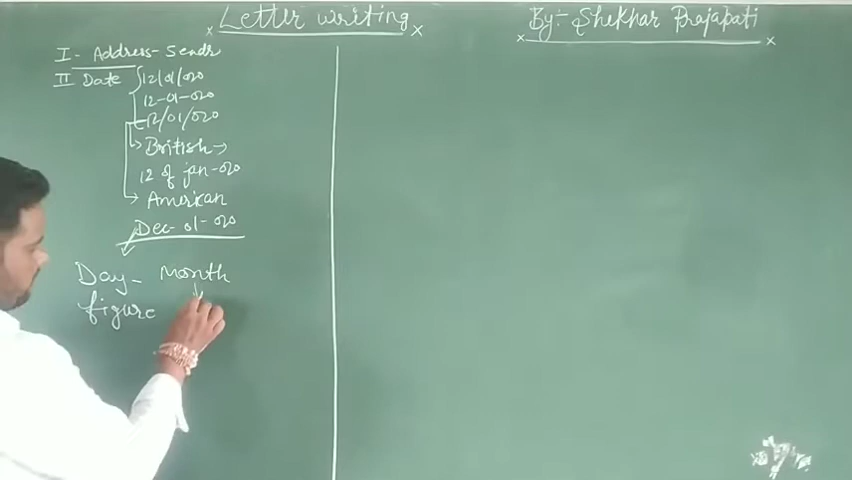 Letter writing
By:- Shekhar Prajapati
I - Address - Sendr
II Date 12/01/020
12-01-020
12/01/020
British →
12 of jan-020
American
Dec-01-020
Day - Month
figure